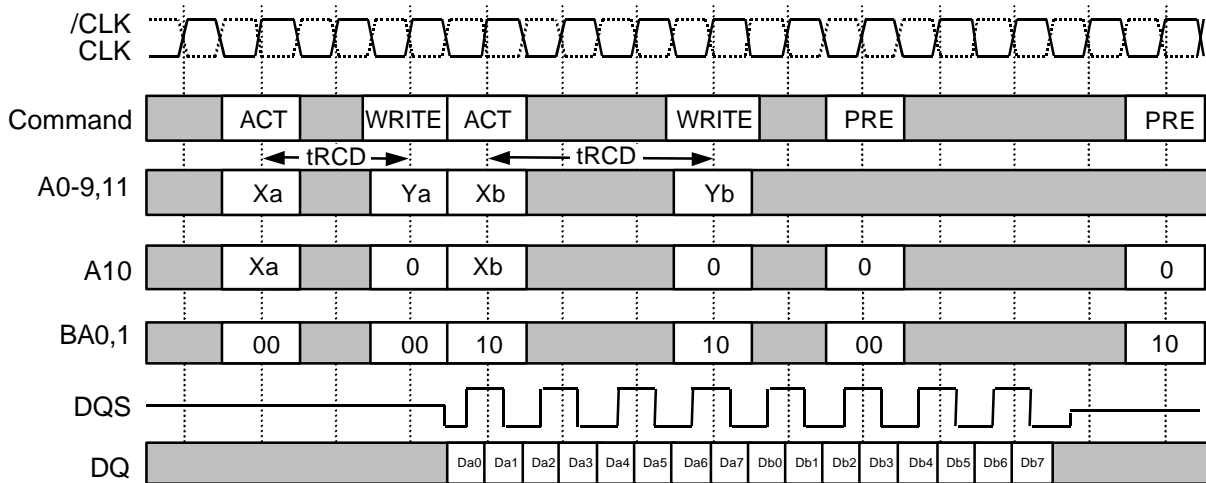 /CLK
CLK
Command ACT WRITE ACT WRITE PRE PRE
tRCD tRCD
A0-9,11 Xa Ya Xb Yb
A10 Xa 0 Xb 0 0 0
BA0,1 00 00 10 10 00 10
DQS
DQ Da0 Da1 Da2 Da3 Da4 Da5 Da6 Da7 Db0 Db1 Db2 Db3 Db4 Db5 Db6 Db7